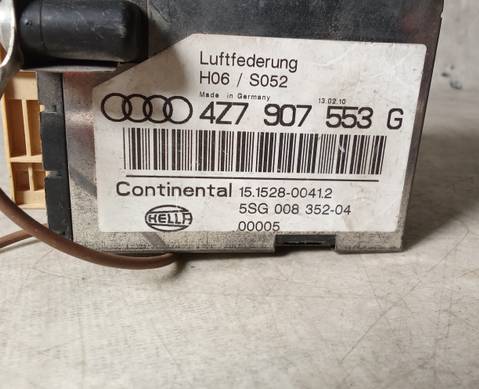 Luftfederung
H06 / S052
Made in Germany 13.02.10
4Z7 907 553 G
Continental 15.1528-0041.2
HELLA 5SG 008 352-04
00005